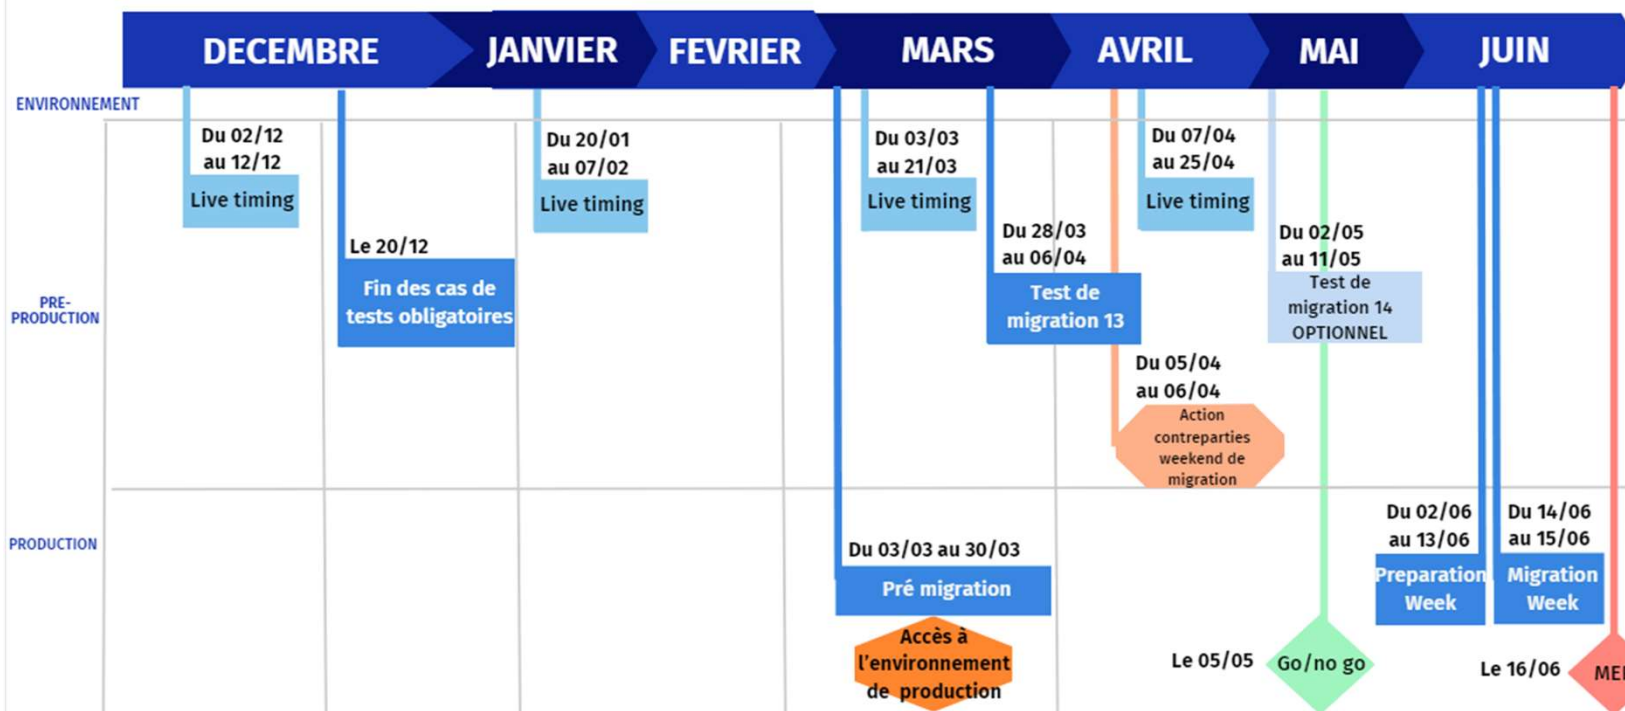 DECEMBRE
JANVIER
FEVRIER
MARS
AVRIL
MAI
JUIN
ENVIRONNEMENT
Du 02/12
au 12/12
Live timing
Le 20/12
Fin des cas de
tests obligatoires
Du 20/01
au 07/02
Live timing
Du 03/03
au 21/03
Live timing
Du 28/03
au 06/04
Test de
migration 13
Du 07/04
au 25/04
Live timing
Du 02/05
au 11/05
Test de
migration 14
OPTIONNEL
PRE-
PRODUCTION
Du 05/04
au 06/04
Action
contreparties
weekend de
migration
PRODUCTION
Du 03/03 au 30/03
Pré migration
Accès à
l’environnement
de production
Le 05/05
Go/no go
Du 02/06
au 13/06
Preparation
Week
Du 14/06
au 15/06
Migration
Week
Le 16/06